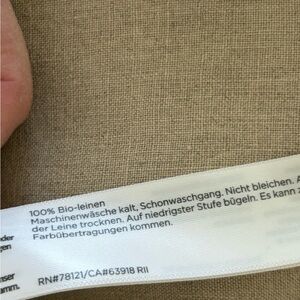 100% Bio-leinen
Maschinenwäsche kalt, Schonwaschgang. Nicht bleichen. A
der Leine trocknen. Auf niedrigster Stufe bügeln. Es kann z
Farbübertragungen kommen.
RN#78121/CA#63918 RII